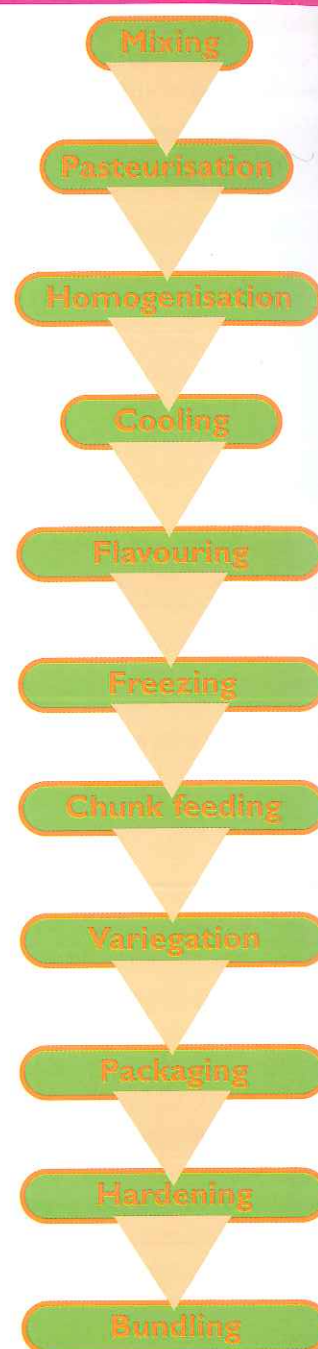 Mixing
Pasteurisation
Homogenisation
Cooling
Flavouring
Freezing
Chunk feeding
Variegation
Packaging
Hardening
Bundling